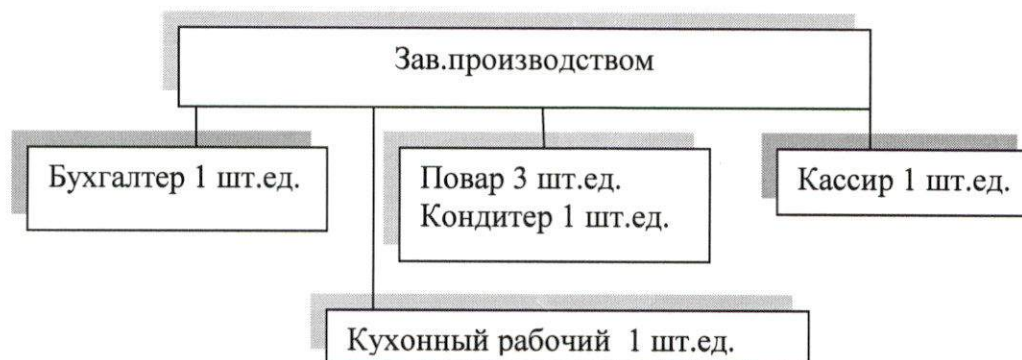 Зав.производством
Бухгалтер 1 шт.ед.
Повар 3 шт.ед.
Кондитер 1 шт.ед.
Кассир 1 шт.ед.
Кухонный рабочий 1 шт.ед.